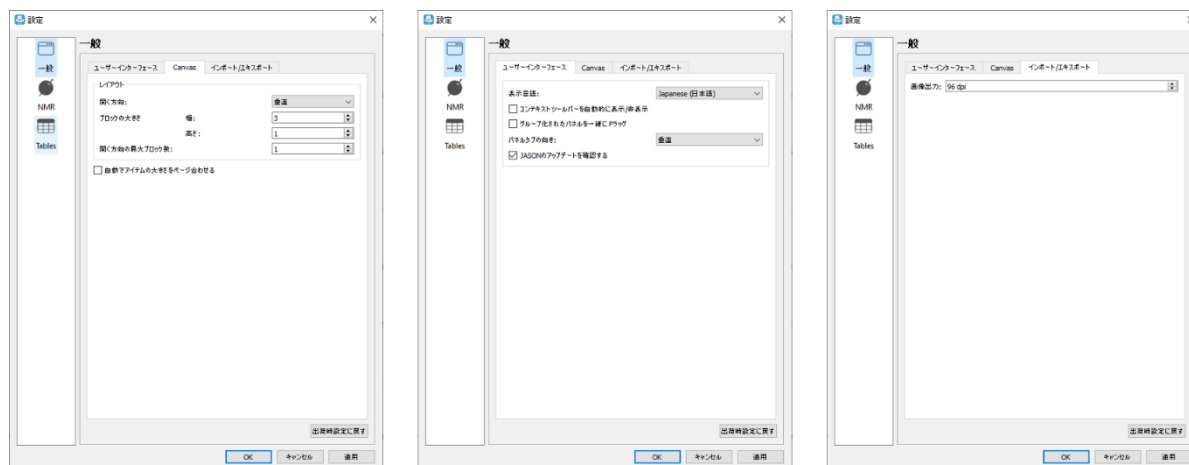 設定
一般
一般
NMR
Tables
ユーザーインターフェース Canvas インポート/エキスポート
レイアウト
開く方向: 垂直
ブロックの大きさ 幅: 3
高さ: 1
開く方向の最大ブロック数: 1
自動でアイテムの大きさをページ合わせる
出荷時設定に戻す
OK キャンセル 適用
設定
一般
一般
NMR
Tables
ユーザーインターフェース Canvas インポート/エキスポート
表示言語: Japanese (日本語)
コンテキストツールバーを自動的に表示/非表示
グループ化されたパネルを一緒にドラッグ
パネルタブの向き: 垂直
JASONのアップデートを確認する
出荷時設定に戻す
OK キャンセル 適用
設定
一般
一般
NMR
Tables
ユーザーインターフェース Canvas インポート/エキスポート
画像出力: 96 dpi
出荷時設定に戻す
OK キャンセル 適用